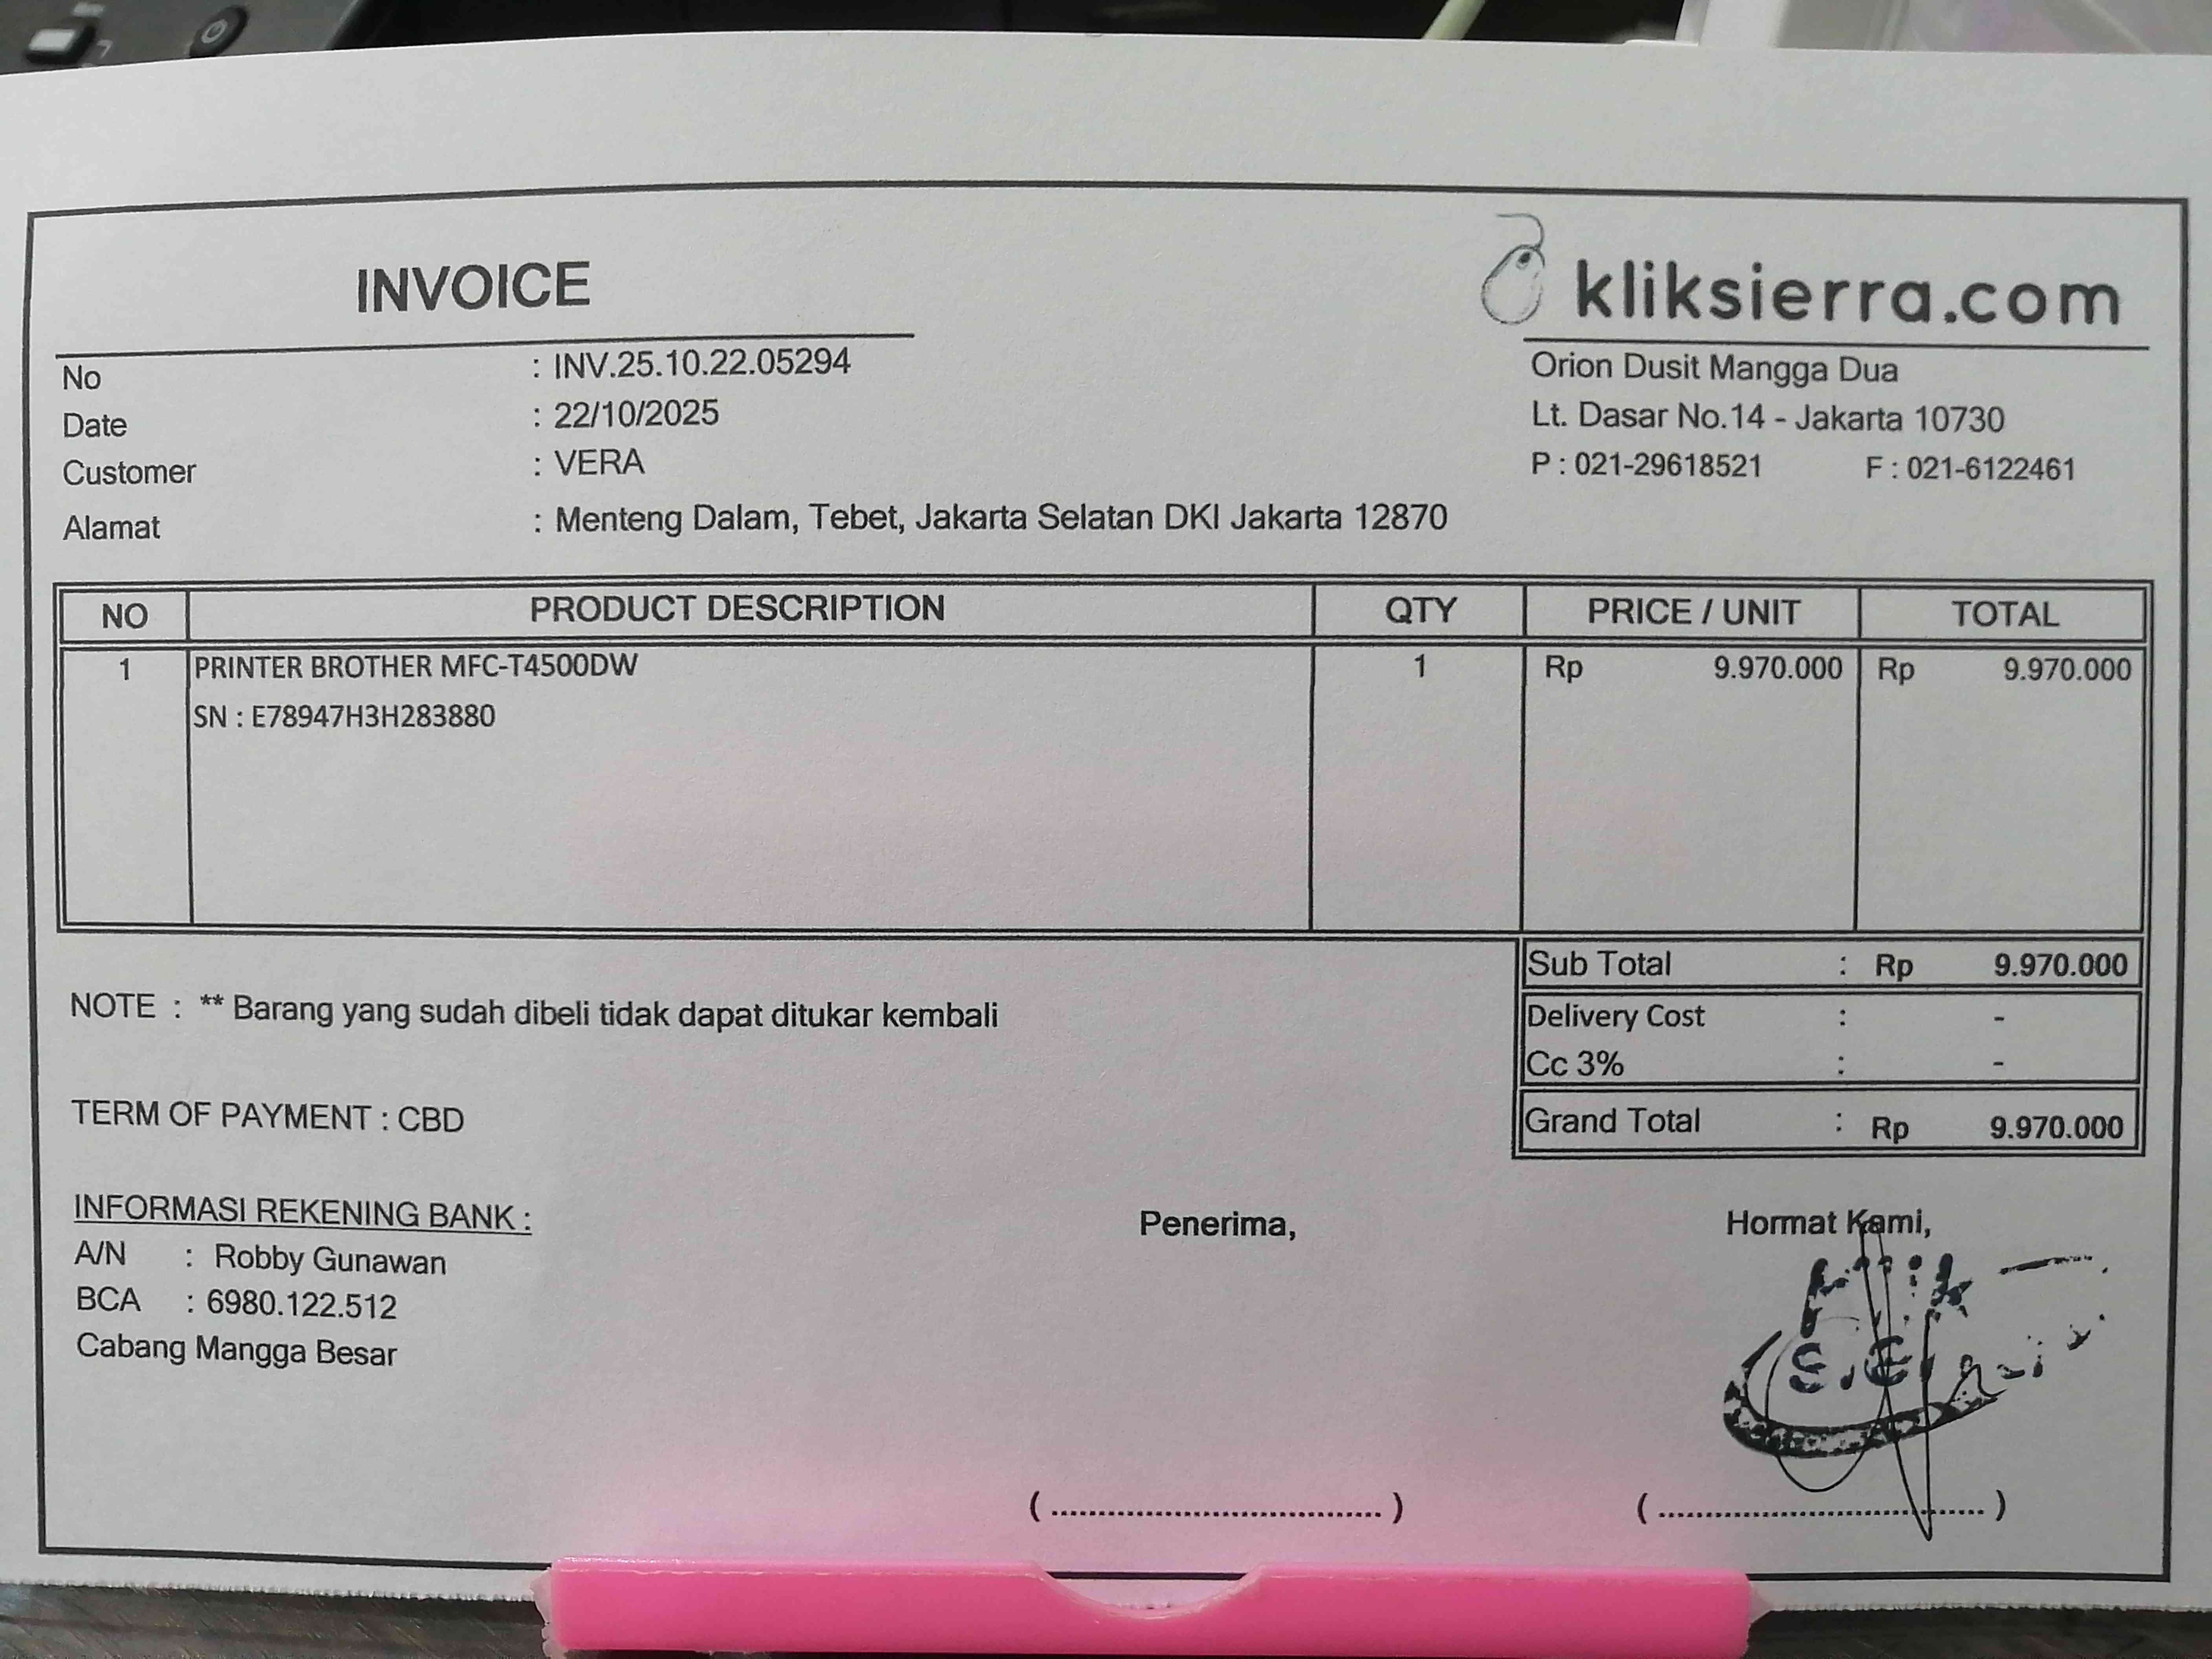 INVOICE
kliksierra.com
No : INV.25.10.22.05294
Date : 22/10/2025
Customer : VERA
Alamat : Menteng Dalam, Tebet, Jakarta Selatan DKI Jakarta 12870
Orion Dusit Mangga Dua
Lt. Dasar No.14 - Jakarta 10730
P : 021-29618521 F : 021-6122461
NO PRODUCT DESCRIPTION QTY PRICE / UNIT TOTAL
1 PRINTER BROTHER MFC-T4500DW 1 Rp 9.970.000 Rp 9.970.000
SN : E78947H3H283880
Sub Total : Rp 9.970.000
Delivery Cost : -
Cc 3% : -
Grand Total : Rp 9.970.000
NOTE : ** Barang yang sudah dibeli tidak dapat ditukar kembali
TERM OF PAYMENT : CBD
INFORMASI REKENING BANK :
A/N : Robby Gunawan
BCA : 6980.122.512
Cabang Mangga Besar
Penerima,
Hormat Kami,
(..................................)
(..................................)